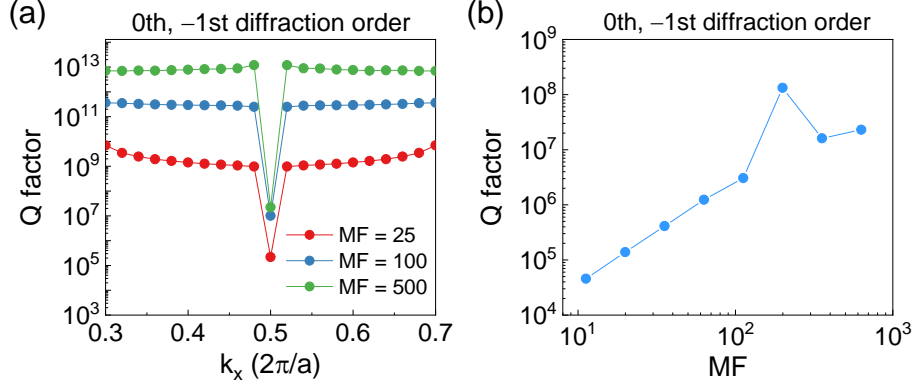 (a)
0th, −1st diffraction order
Q factor
10^13
10^11
10^9
10^7
10^5
10^3
MF = 25
MF = 100
MF = 500
0.3 0.4 0.5 0.6 0.7
k_x (2π/a)
(b)
0th, −1st diffraction order
Q factor
10^9
10^8
10^7
10^6
10^5
10^4
10^1 10^2 10^3
MF